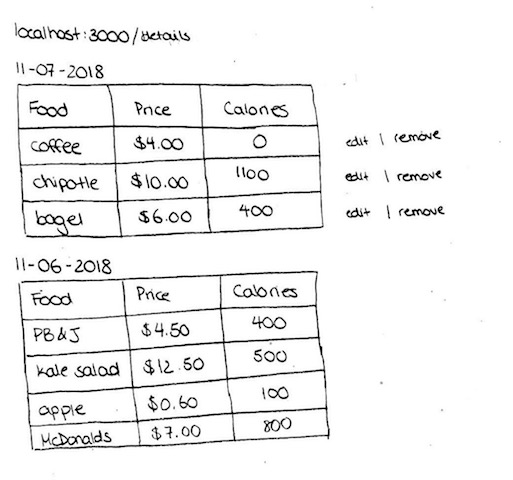 localhost:3000/details
11-07-2018
Food Price Calories
coffee $4.00 0 edit | remove
chipotle $10.00 1100 edit | remove
bagel $6.00 400 edit | remove
11-06-2018
Food Price Calories
PB&J $4.50 400
kale salad $12.50 500
apple $0.60 100
McDonalds $7.00 800